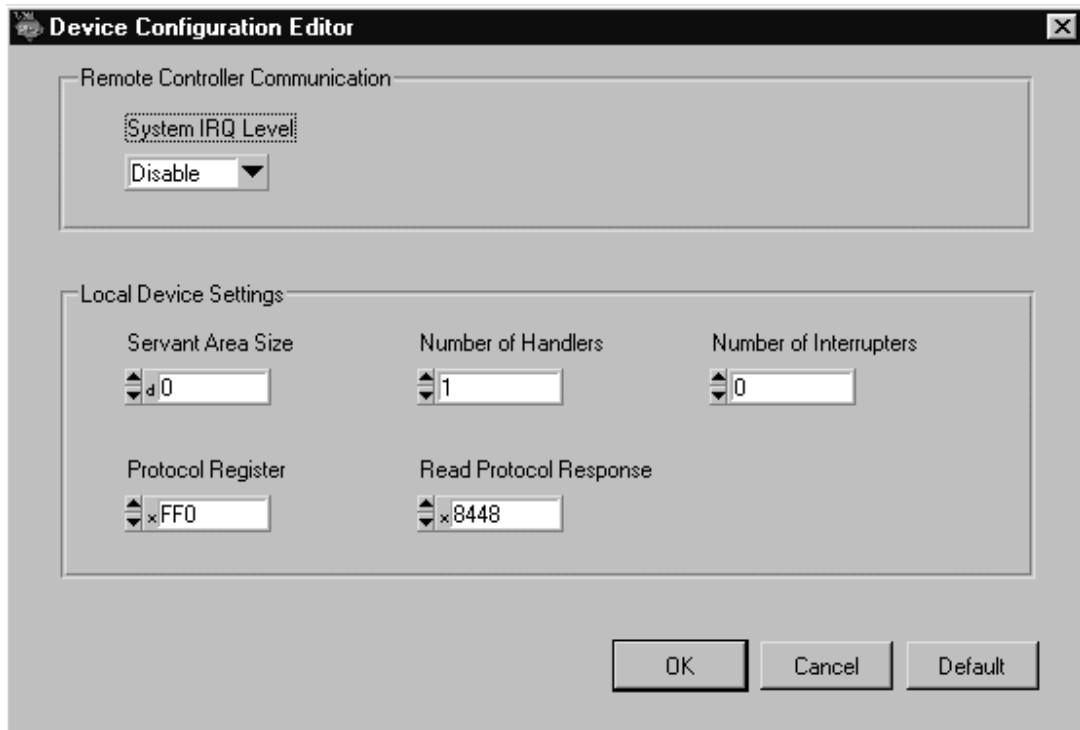 Device Configuration Editor
Remote Controller Communication
System IRQ Level
Disable
Local Device Settings
Servant Area Size Number of Handlers Number of Interrupters
d 0 1 0
Protocol Register Read Protocol Response
x FF0 x 8448
OK Cancel Default